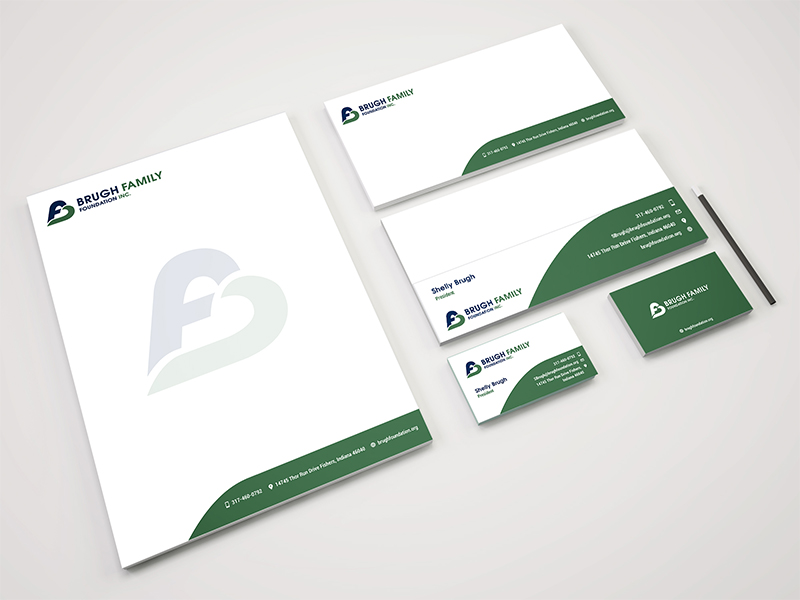 BRUGH FAMILY
FOUNDATION INC.
317-460-0792 14745 Thor Run Drive Fishers, Indiana 46040 brughfoundation.org
BRUGH FAMILY
FOUNDATION INC.
317-460-0792 14745 Thor Run Drive Fishers, Indiana 46040 brughfoundation.org
317-460-0792
SBrugh@brughfoundation.org
14745 Thor Run Drive Fishers, Indiana 46040
brughfoundation.org
Shelly Brugh
President
BRUGH FAMILY
FOUNDATION INC.
BRUGH FAMILY
FOUNDATION INC.
Shelly Brugh
President
317-460-0792
SBrugh@brughfoundation.org
14745 Thor Run Drive Fishers,
Indiana 46040
BRUGH FAMILY
FOUNDATION INC.
brughfoundation.org